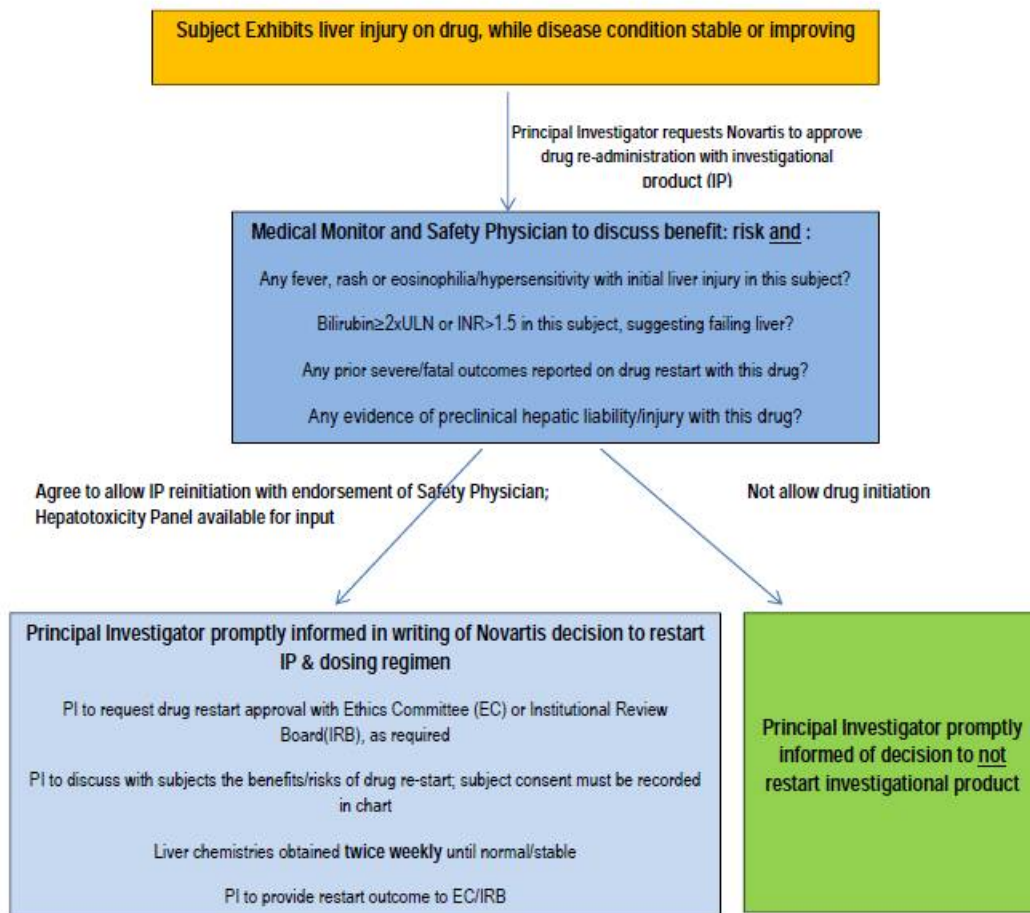 Subject Exhibits liver injury on drug, while disease condition stable or improving
Principal Investigator requests Novartis to approve
drug re-administration with investigational
product (IP)
Medical Monitor and Safety Physician to discuss benefit: risk and :
Any fever, rash or eosinophilia/hypersensitivity with initial liver injury in this subject?
Bilirubin≥2xULN or INR>1.5 in this subject, suggesting failing liver?
Any prior severe/fatal outcomes reported on drug restart with this drug?
Any evidence of preclinical hepatic liability/injury with this drug?
Agree to allow IP reinitiation with endorsement of Safety Physician;
Hepatotoxicity Panel available for input
Not allow drug initiation
Principal Investigator promptly informed in writing of Novartis decision to restart
IP & dosing regimen
PI to request drug restart approval with Ethics Committee (EC) or Institutional Review
Board(IRB), as required
PI to discuss with subjects the benefits/risks of drug re-start; subject consent must be recorded
in chart
Liver chemistries obtained twice weekly until normal/stable
PI to provide restart outcome to EC/IRB
Principal Investigator promptly
informed of decision to not
restart investigational product